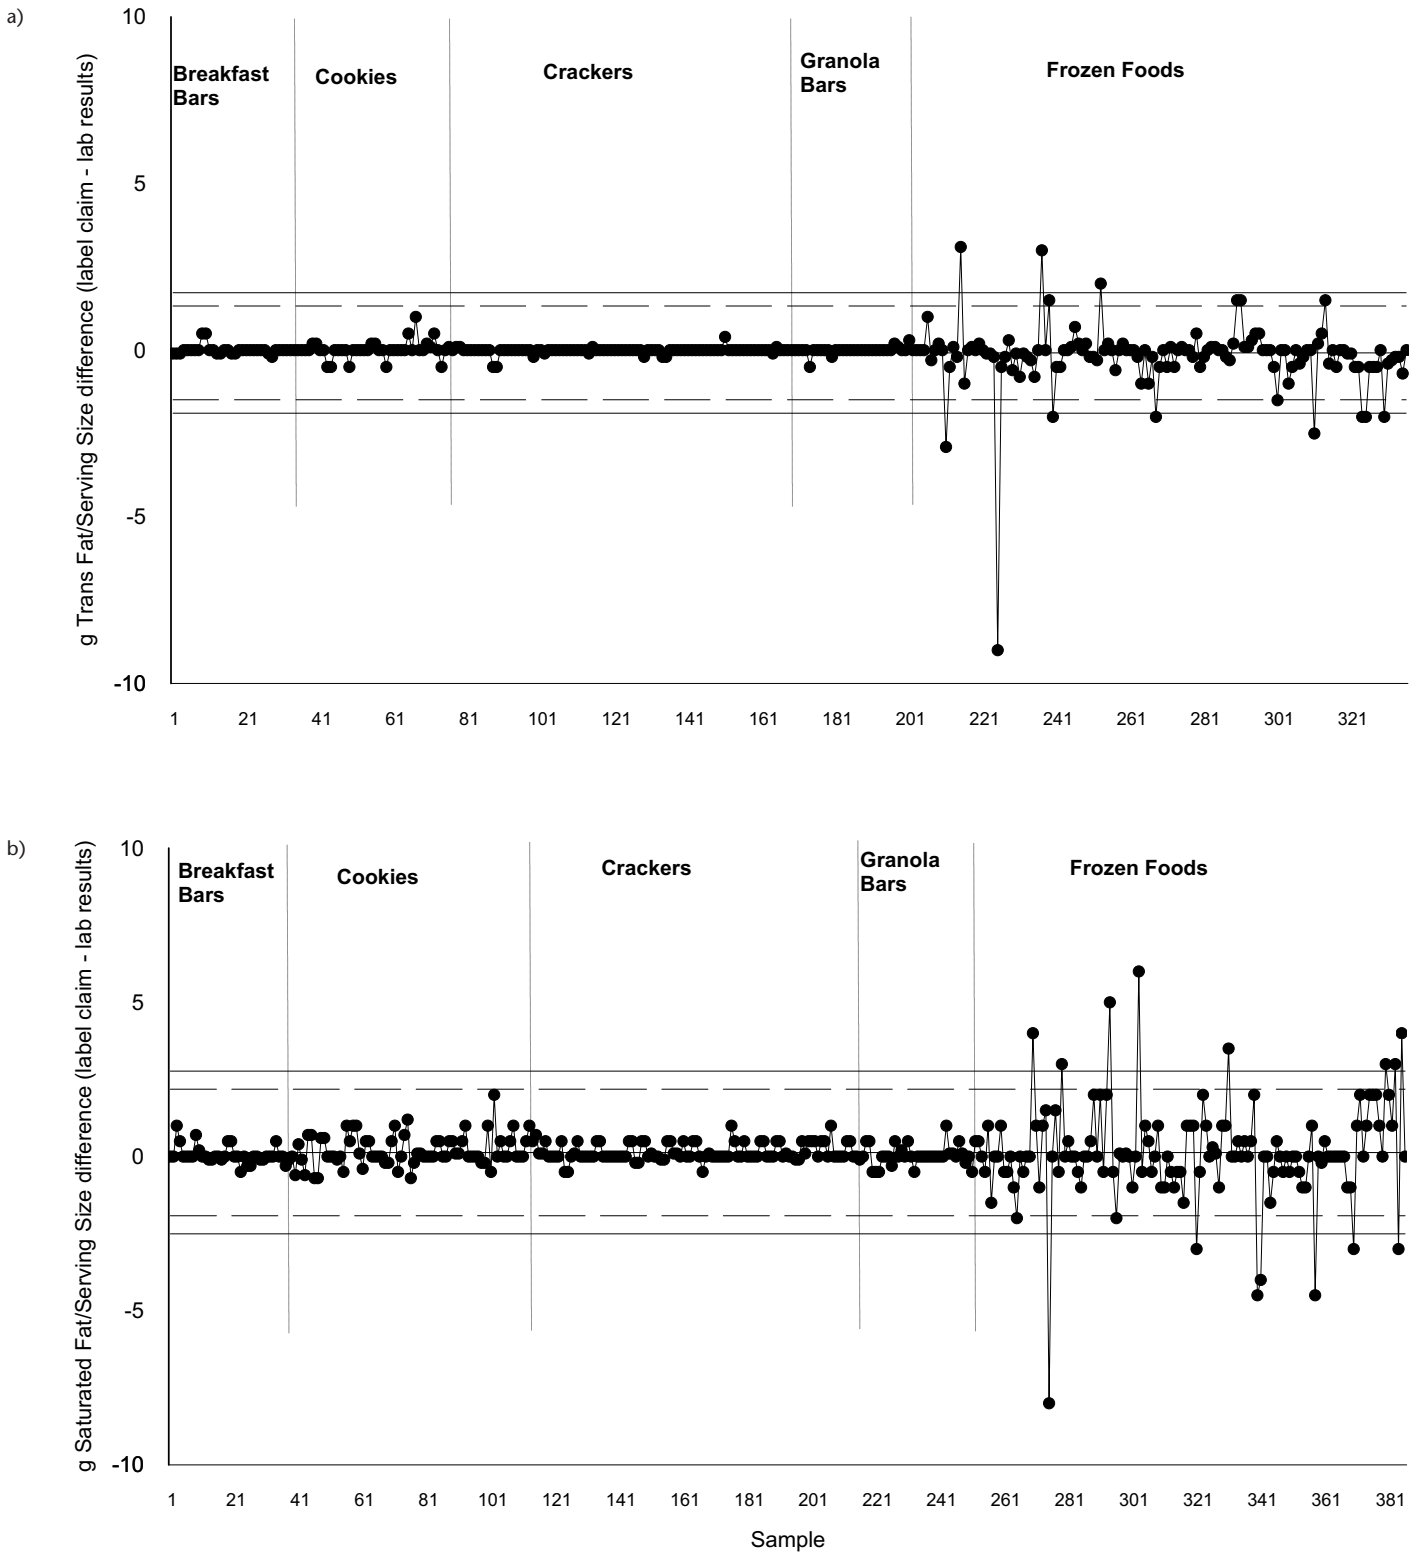 a)
g Trans Fat/Serving Size difference (label claim - lab results)
10
5
0
-5
-10
Breakfast
Bars
Cookies
Crackers
Granola
Bars
Frozen Foods
1 21 41 61 81 101 121 141 161 181 201 221 241 261 281 301 321
b)
g Saturated Fat/Serving Size difference (label claim - lab results)
10
5
0
-5
-10
Breakfast
Bars
Cookies
Crackers
Granola
Bars
Frozen Foods
1 21 41 61 81 101 121 141 161 181 201 221 241 261 281 301 321 341 361 381
Sample